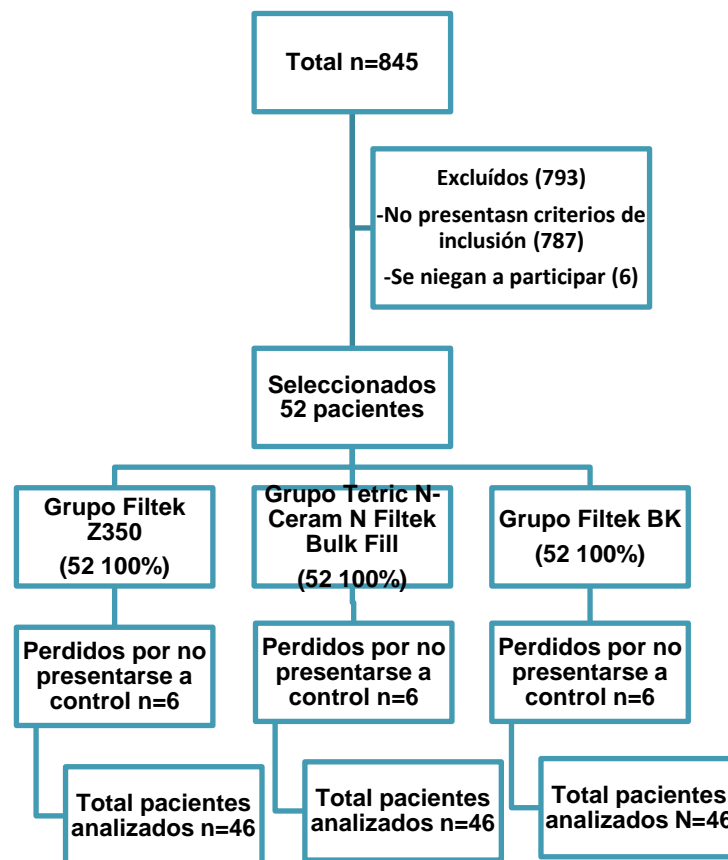 Total n=845
Excluídos (793)
-No presentasn criterios de
inclusión (787)
-Se niegan a participar (6)
Seleccionados
52 pacientes
Grupo Filtek
Z350
(52 100%)
Grupo Tetric N-
Ceram N Filtek
Bulk Fill
(52 100%)
Grupo Filtek BK
(52 100%)
Perdidos por no
presentarse a
control n=6
Perdidos por no
presentarse a
control n=6
Perdidos por no
presentarse a
control n=6
Total pacientes
analizados n=46
Total pacientes
analizados n=46
Total pacientes
analizados N=46